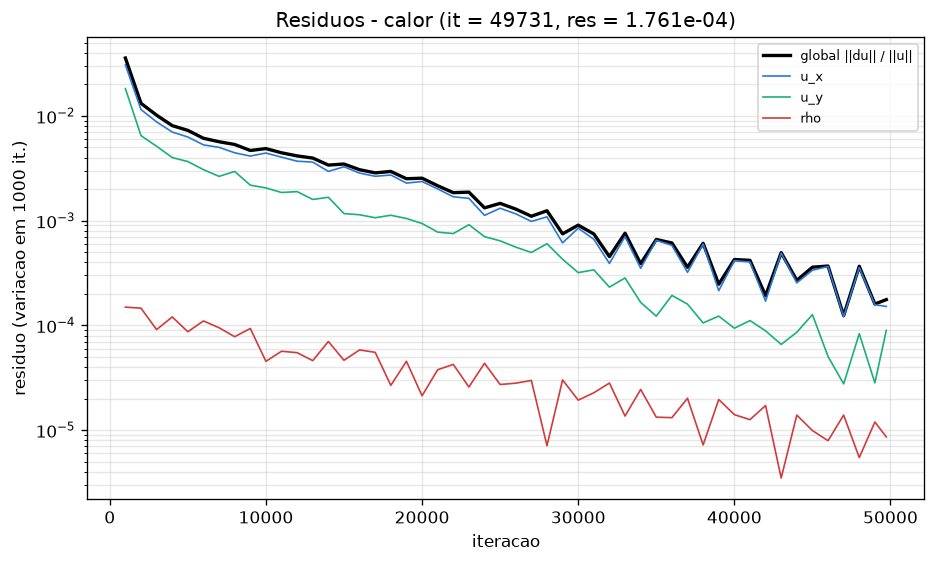 Residuos - calor (it = 49731, res = 1.761e-04)
residuo (variacao em 1000 it.)
10⁻²
10⁻³
10⁻⁴
10⁻⁵
global ||du|| / ||u||
u_x
u_y
rho
0
10000
20000
30000
40000
50000
iteracao